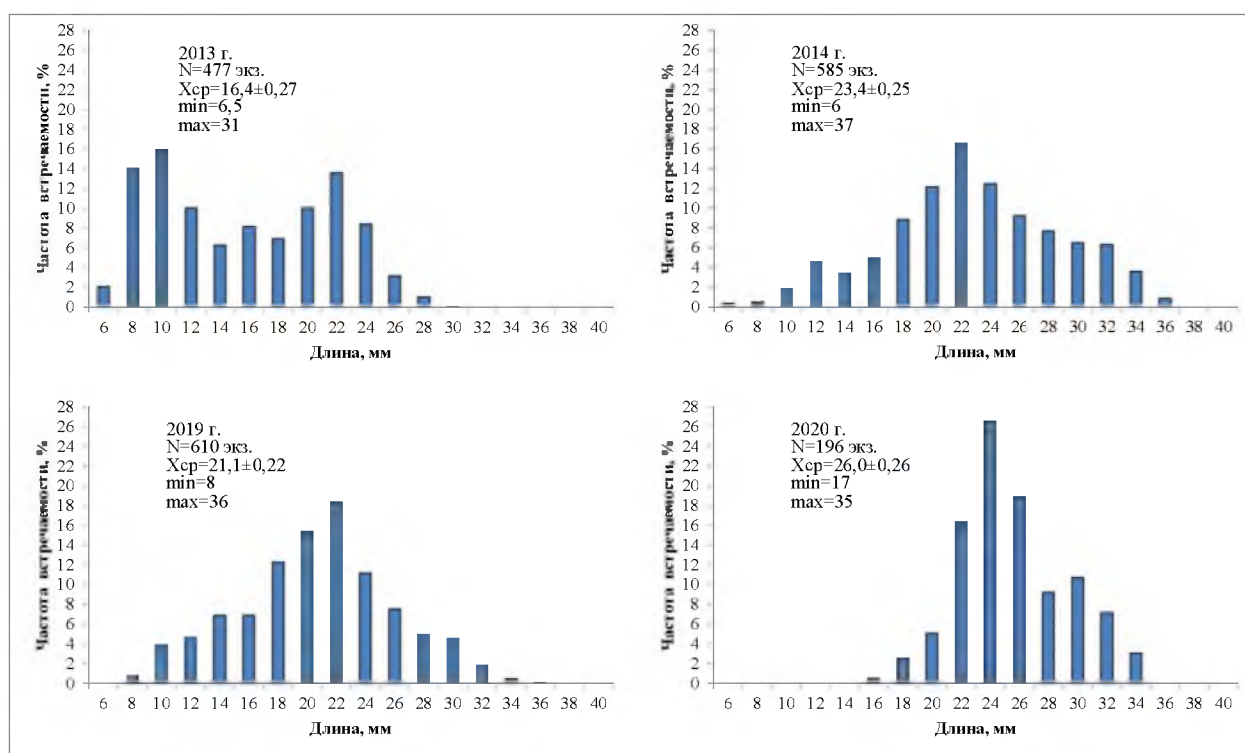 28
26
24
22
20
18
16
14
12
10
8
6
4
2
0
Частота встречаемости, %
2013 г.
N=477 экз.
Xср=16,4±0,27
min=6,5
max=31
6 8 10 12 14 16 18 20 22 24 26 28 30 32 34 36 38 40
Длина, мм
28
26
24
22
20
18
16
14
12
10
8
6
4
2
0
Частота встречаемости, %
2014 г.
N=585 экз.
Xср=23,4±0,25
min=6
max=37
6 8 10 12 14 16 18 20 22 24 26 28 30 32 34 36 38 40
Длина, мм
28
26
24
22
20
18
16
14
12
10
8
6
4
2
0
Частота встречаемости, %
2019 г.
N=610 экз.
Xср=21,1±0,22
min=8
max=36
6 8 10 12 14 16 18 20 22 24 26 28 30 32 34 36 38 40
Длина, мм
28
26
24
22
20
18
16
14
12
10
8
6
4
2
0
Частота встречаемости, %
2020 г.
N=196 экз.
Xср=26,0±0,26
min=17
max=35
6 8 10 12 14 16 18 20 22 24 26 28 30 32 34 36 38 40
Длина, мм